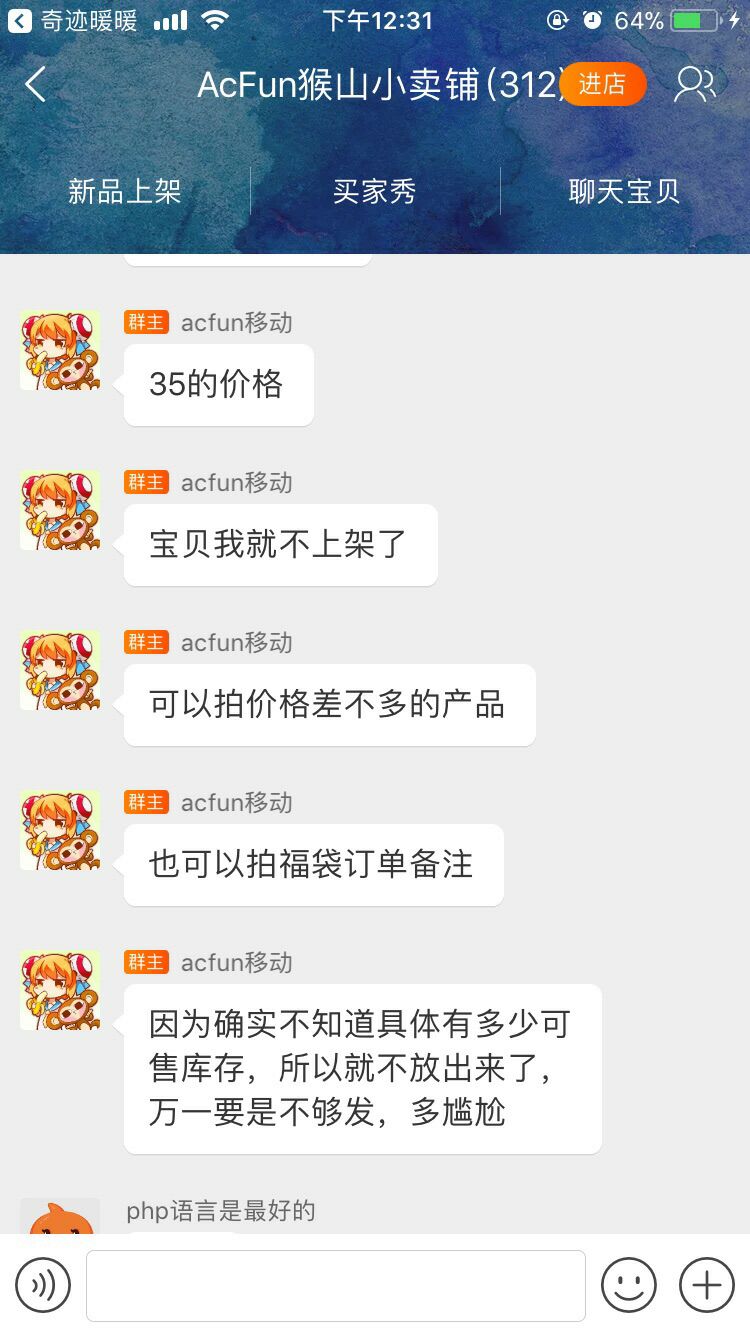 奇迹暖暖 下午12:31 64%
AcFun猴山小卖铺(312) 进店
新品上架 买家秀 聊天宝贝
群主 acfun移动
35的价格
群主 acfun移动
宝贝我就不上架了
群主 acfun移动
可以拍价格差不多的产品
群主 acfun移动
也可以拍福袋订单备注
群主 acfun移动
因为确实不知道具体有多少可
售库存，所以就不放出来了，
万一要是不够发，多尴尬
php语言是最好的